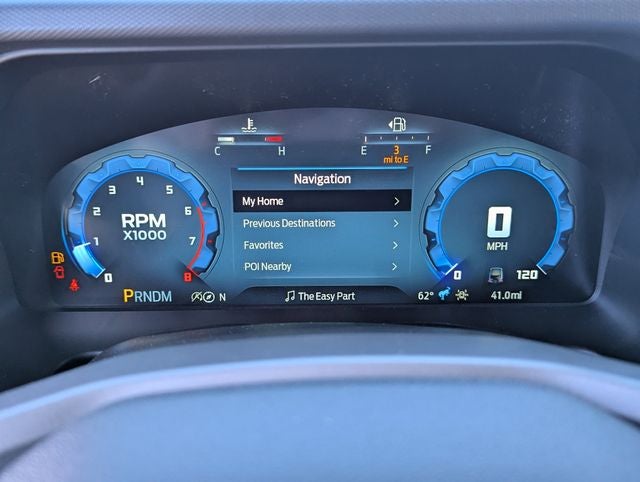 C H
E 3 F
mi to E
Navigation
My Home
Previous Destinations
Favorites
POI Nearby
0 1 2 3 4 5 6 7 8
RPM
X1000
0
MPH
0 120
PRNDM
N
The Easy Part
62°
41.0mi